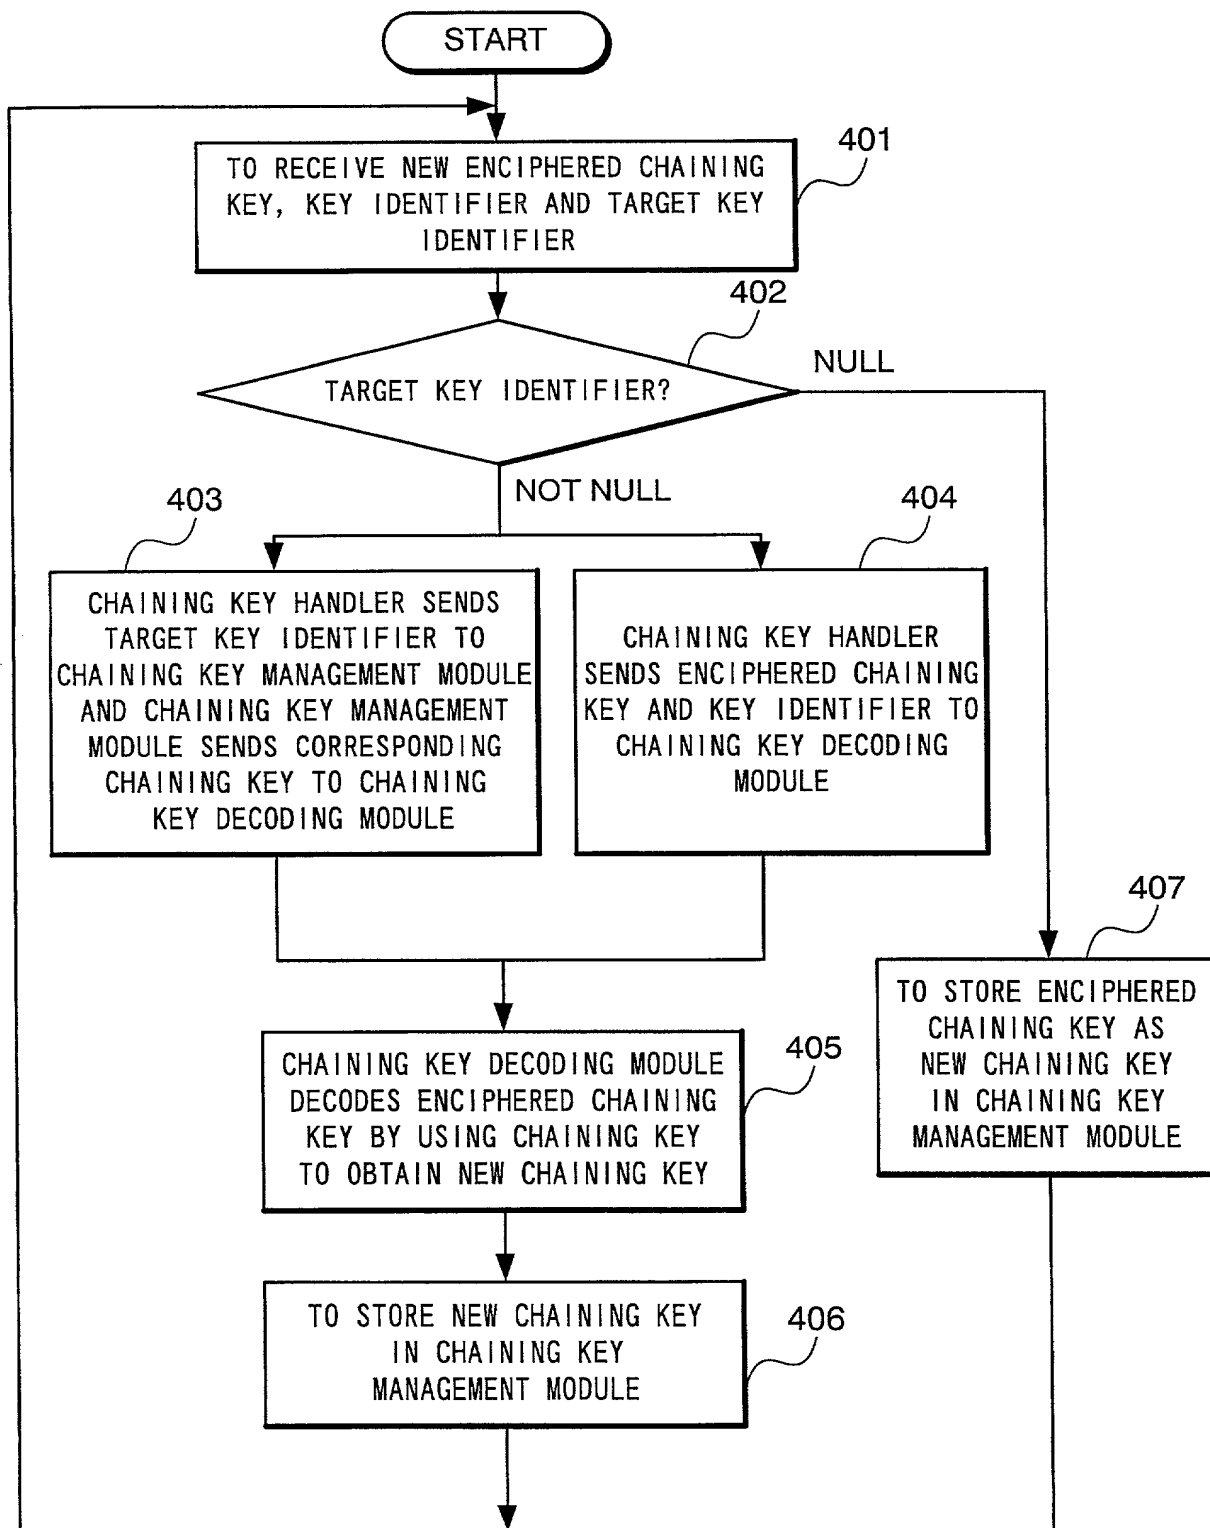 START
401
TO RECEIVE NEW ENCIPHERED CHAINING
KEY, KEY IDENTIFIER AND TARGET KEY
IDENTIFIER
402
TARGET KEY IDENTIFIER?
NULL
NOT NULL
403
CHAINING KEY HANDLER SENDS
TARGET KEY IDENTIFIER TO
CHAINING KEY MANAGEMENT MODULE
AND CHAINING KEY MANAGEMENT
MODULE SENDS CORRESPONDING
CHAINING KEY TO CHAINING
KEY DECODING MODULE
404
CHAINING KEY HANDLER
SENDS ENCIPHERED CHAINING
KEY AND KEY IDENTIFIER TO
CHAINING KEY DECODING
MODULE
405
CHAINING KEY DECODING MODULE
DECODES ENCIPHERED CHAINING
KEY BY USING CHAINING KEY
TO OBTAIN NEW CHAINING KEY
407
TO STORE ENCIPHERED
CHAINING KEY AS
NEW CHAINING KEY
IN CHAINING KEY
MANAGEMENT MODULE
406
TO STORE NEW CHAINING KEY
IN CHAINING KEY
MANAGEMENT MODULE